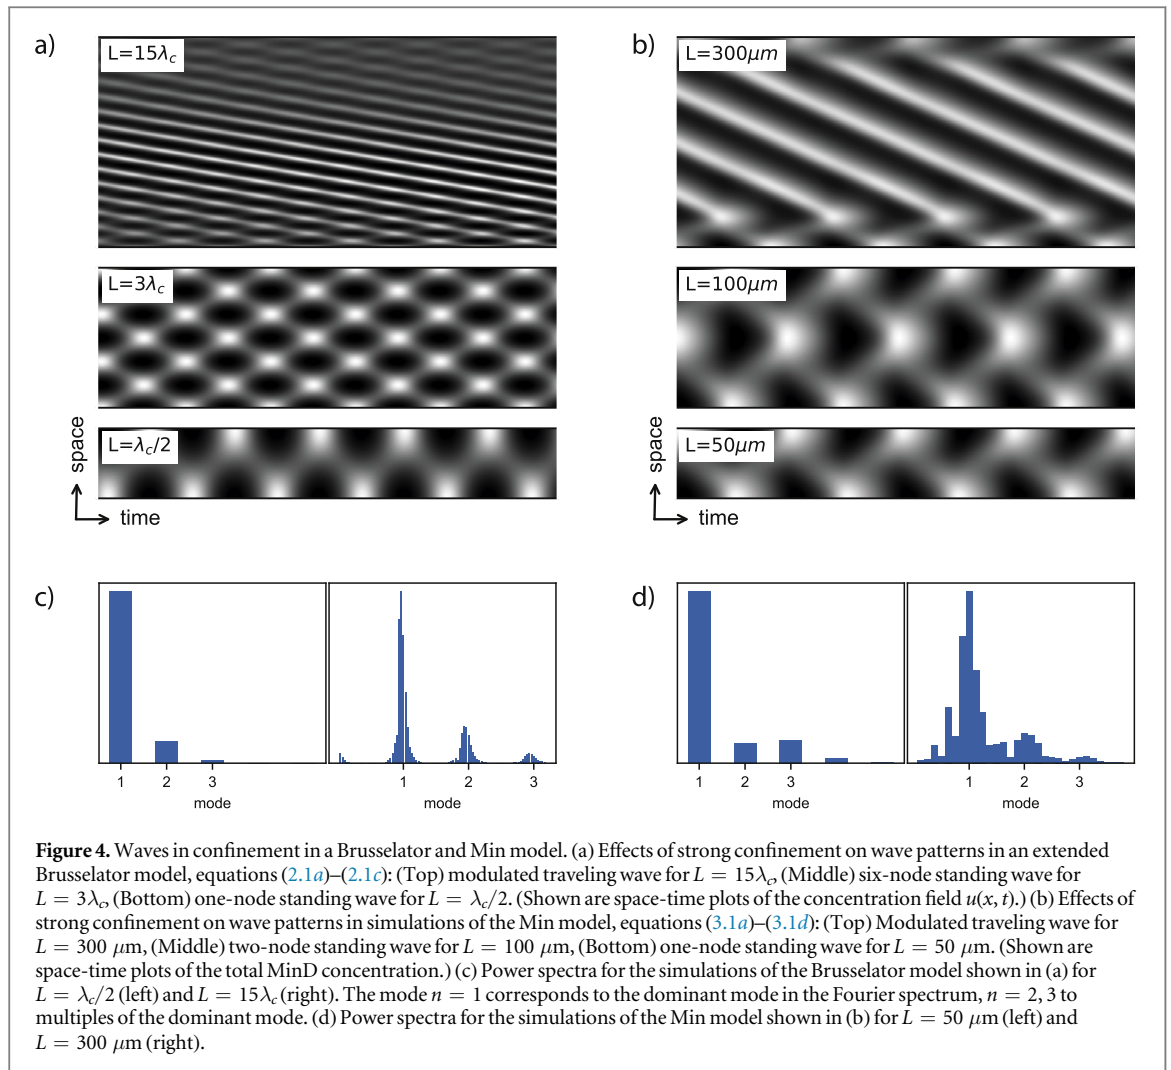 a)
L=15λc
L=3λc
L=λc/2
space
time
b)
L=300μm
L=100μm
L=50μm
space
time
c)
1 2 3
mode
1 2 3
mode
d)
1 2 3
mode
1 2 3
mode
Figure 4. Waves in confinement in a Brusselator and Min model. (a) Effects of strong confinement on wave patterns in an extended
Brusselator model, equations (2.1a)–(2.1c): (Top) modulated traveling wave for L = 15λc, (Middle) six-node standing wave for
L = 3λc, (Bottom) one-node standing wave for L = λc/2. (Shown are space-time plots of the concentration field u(x, t).) (b) Effects of
strong confinement on wave patterns in simulations of the Min model, equations (3.1a)–(3.1d): (Top) Modulated traveling wave for
L = 300 μm, (Middle) two-node standing wave for L = 100 μm, (Bottom) one-node standing wave for L = 50 μm. (Shown are
space-time plots of the total MinD concentration.) (c) Power spectra for the simulations of the Brusselator model shown in (a) for
L = λc/2 (left) and L = 15λc (right). The mode n = 1 corresponds to the dominant mode in the Fourier spectrum, n = 2, 3 to
multiples of the dominant mode. (d) Power spectra for the simulations of the Min model shown in (b) for L = 50 μm (left) and
L = 300 μm (right).